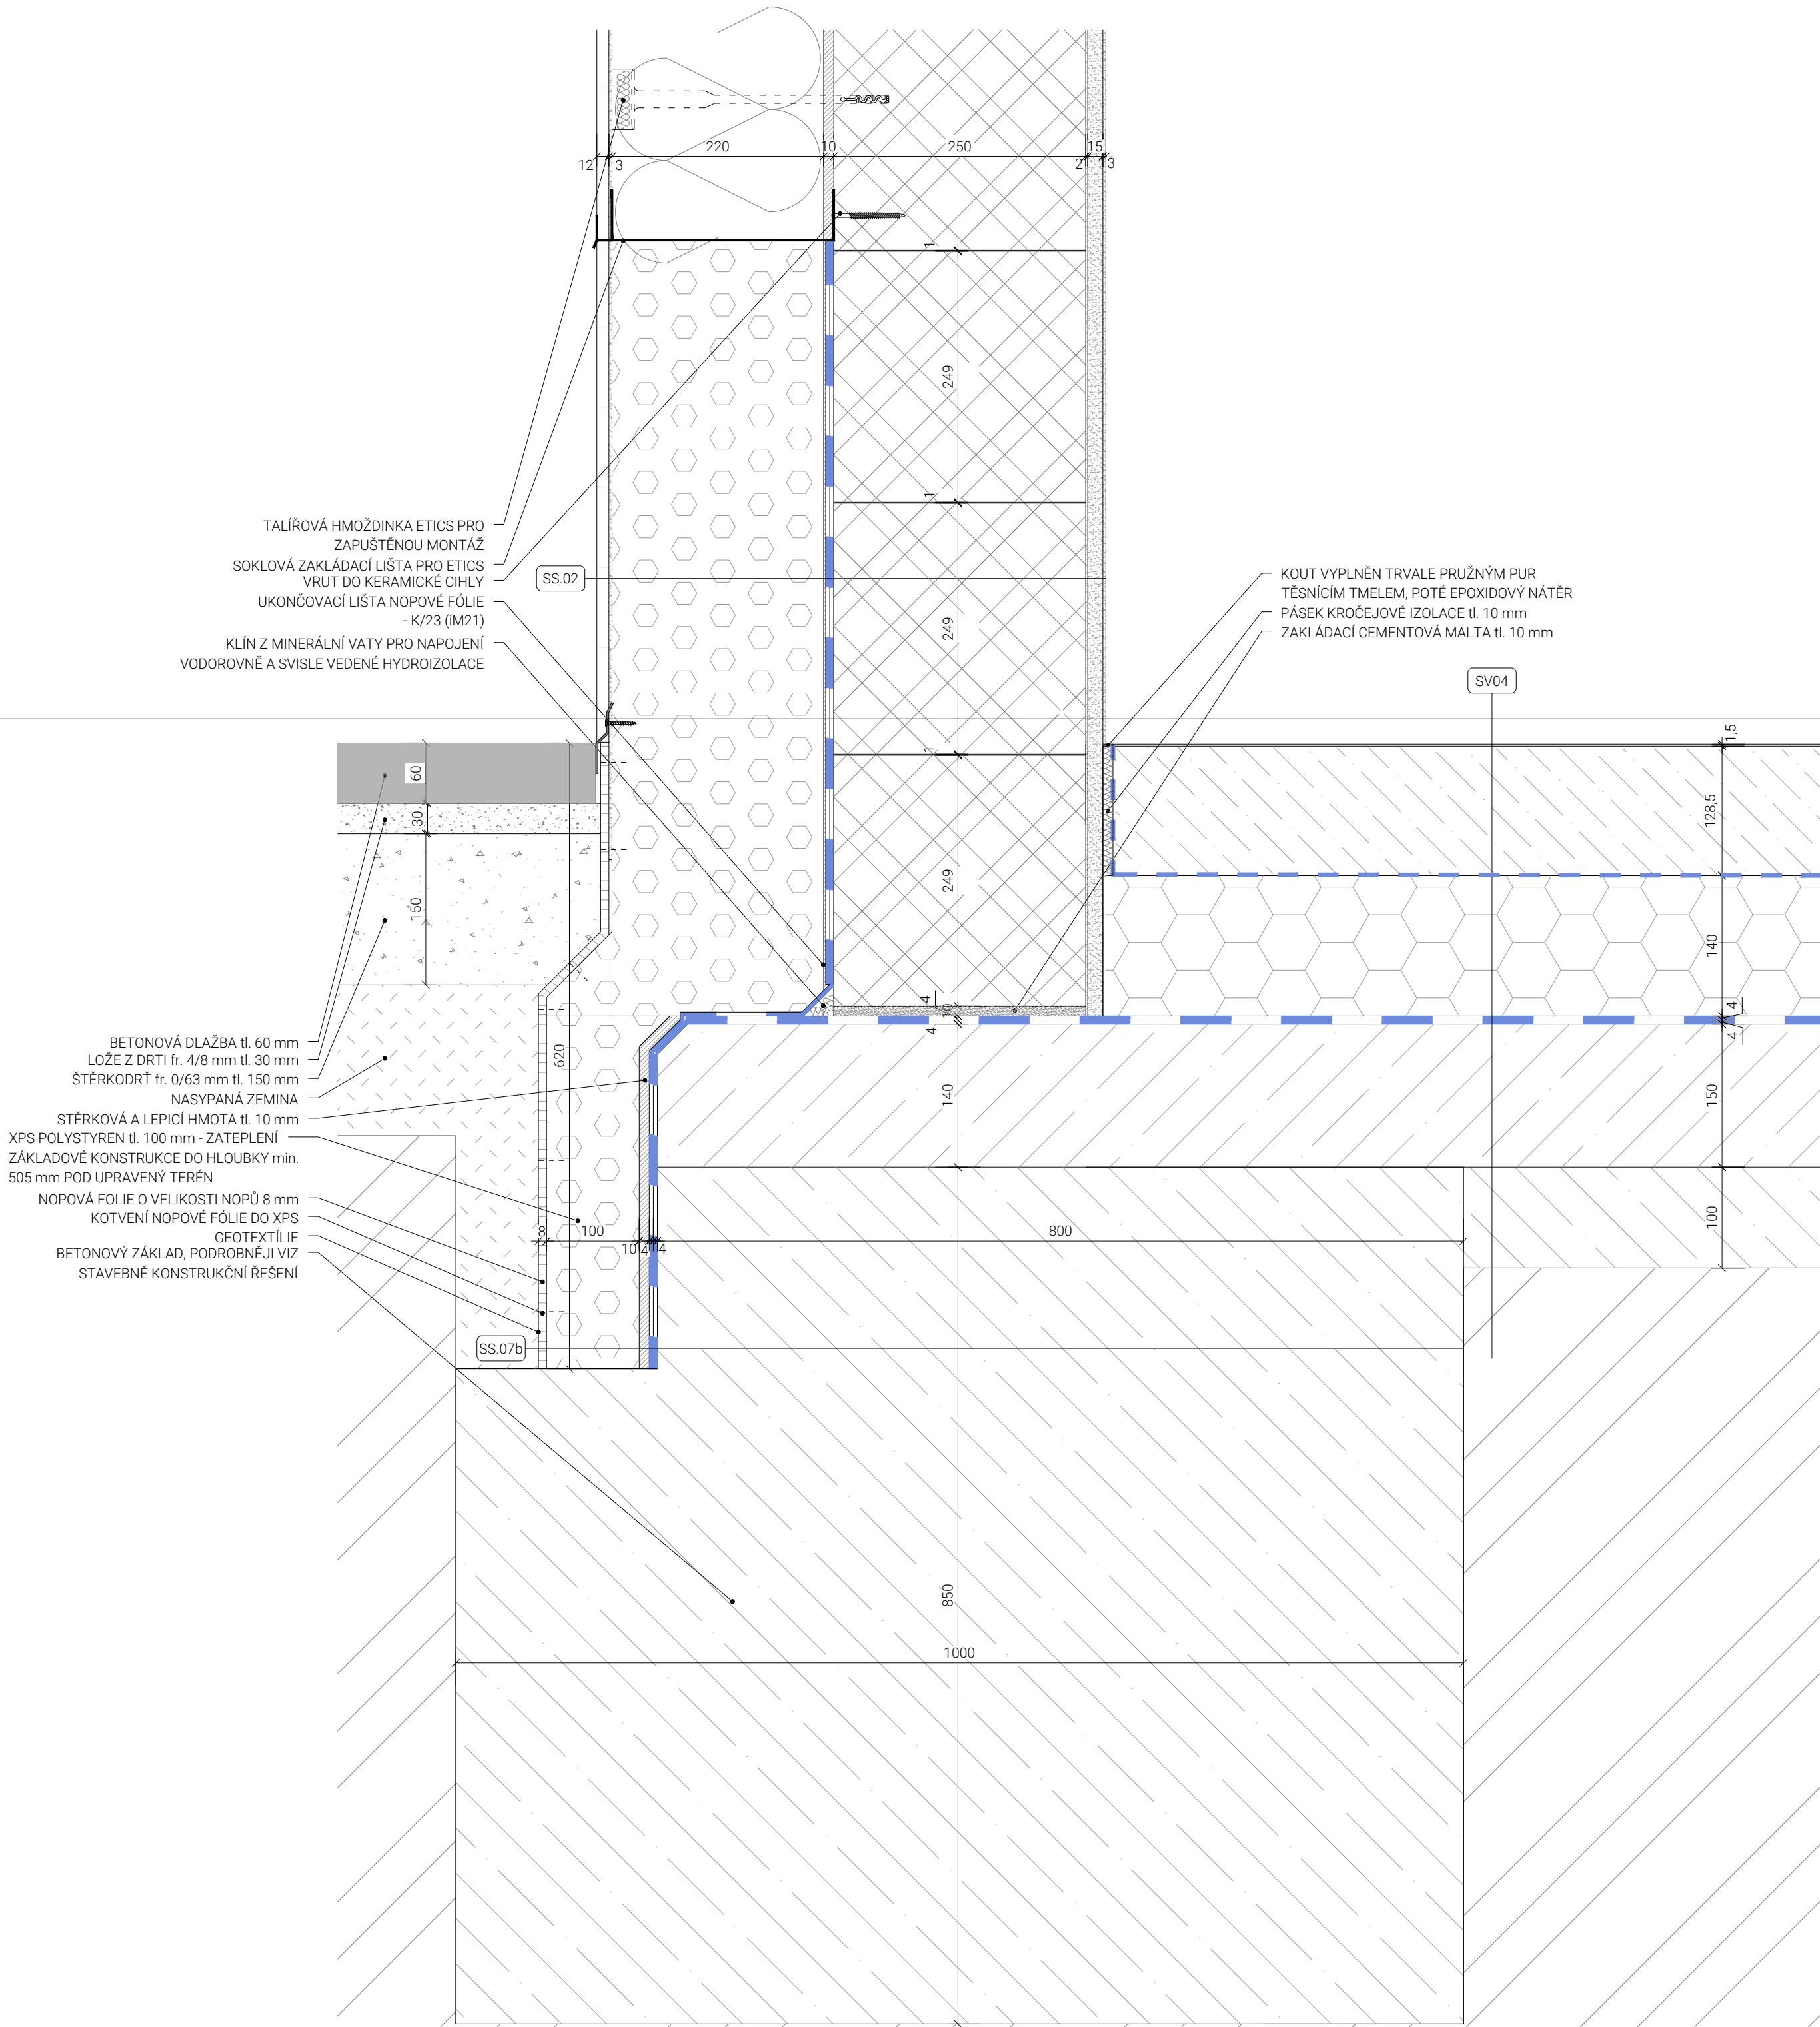 12
3
220
10
250
2
15
3
1
249
1
249
1
249
4
10
4
140
850
1000
TALÍŘOVÁ HMOŽDINKA ETICS PRO
ZAPUŠTĚNOU MONTÁŽ
SOKLOVÁ ZAKLÁDACÍ LIŠTA PRO ETICS
VRUT DO KERAMICKÉ CIHLY
UKONČOVACÍ LIŠTA NOPOVÉ FÓLIE
- K/23 (iM21)
KLÍN Z MINERÁLNÍ VATY PRO NAPOJENÍ
VODOROVNĚ A SVISLE VEDENÉ HYDROIZOLACE
SS.02
KOUT VYPLNĚN TRVALE PRUŽNÝM PUR
TĚSNÍCÍM TMELEM, POTÉ EPOXIDOVÝ NÁTĚR
PÁSEK KROČEJOVÉ IZOLACE tl. 10 mm
ZAKLÁDACÍ CEMENTOVÁ MALTA tl. 10 mm
SV04
1,5
128,5
140
4
4
150
100
60
30
150
620
BETONOVÁ DLAŽBA tl. 60 mm
LOŽE Z DRTI fr. 4/8 mm tl. 30 mm
ŠTĚRKODRŤ fr. 0/63 mm tl. 150 mm
NASYPANÁ ZEMINA
STĚRKOVÁ A LEPICÍ HMOTA tl. 10 mm
XPS POLYSTYREN tl. 100 mm - ZATEPLENÍ
ZÁKLADOVÉ KONSTRUKCE DO HLOUBKY min.
505 mm POD UPRAVENÝ TERÉN
NOPOVÁ FOLIE O VELIKOSTI NOPŮ 8 mm
KOTVENÍ NOPOVÉ FÓLIE DO XPS
GEOTEXTÍLIE
BETONOVÝ ZÁKLAD, PODROBNĚJI VIZ
STAVEBNĚ KONSTRUKČNÍ ŘEŠENÍ
8
100
10
4
4
800
SS.07b